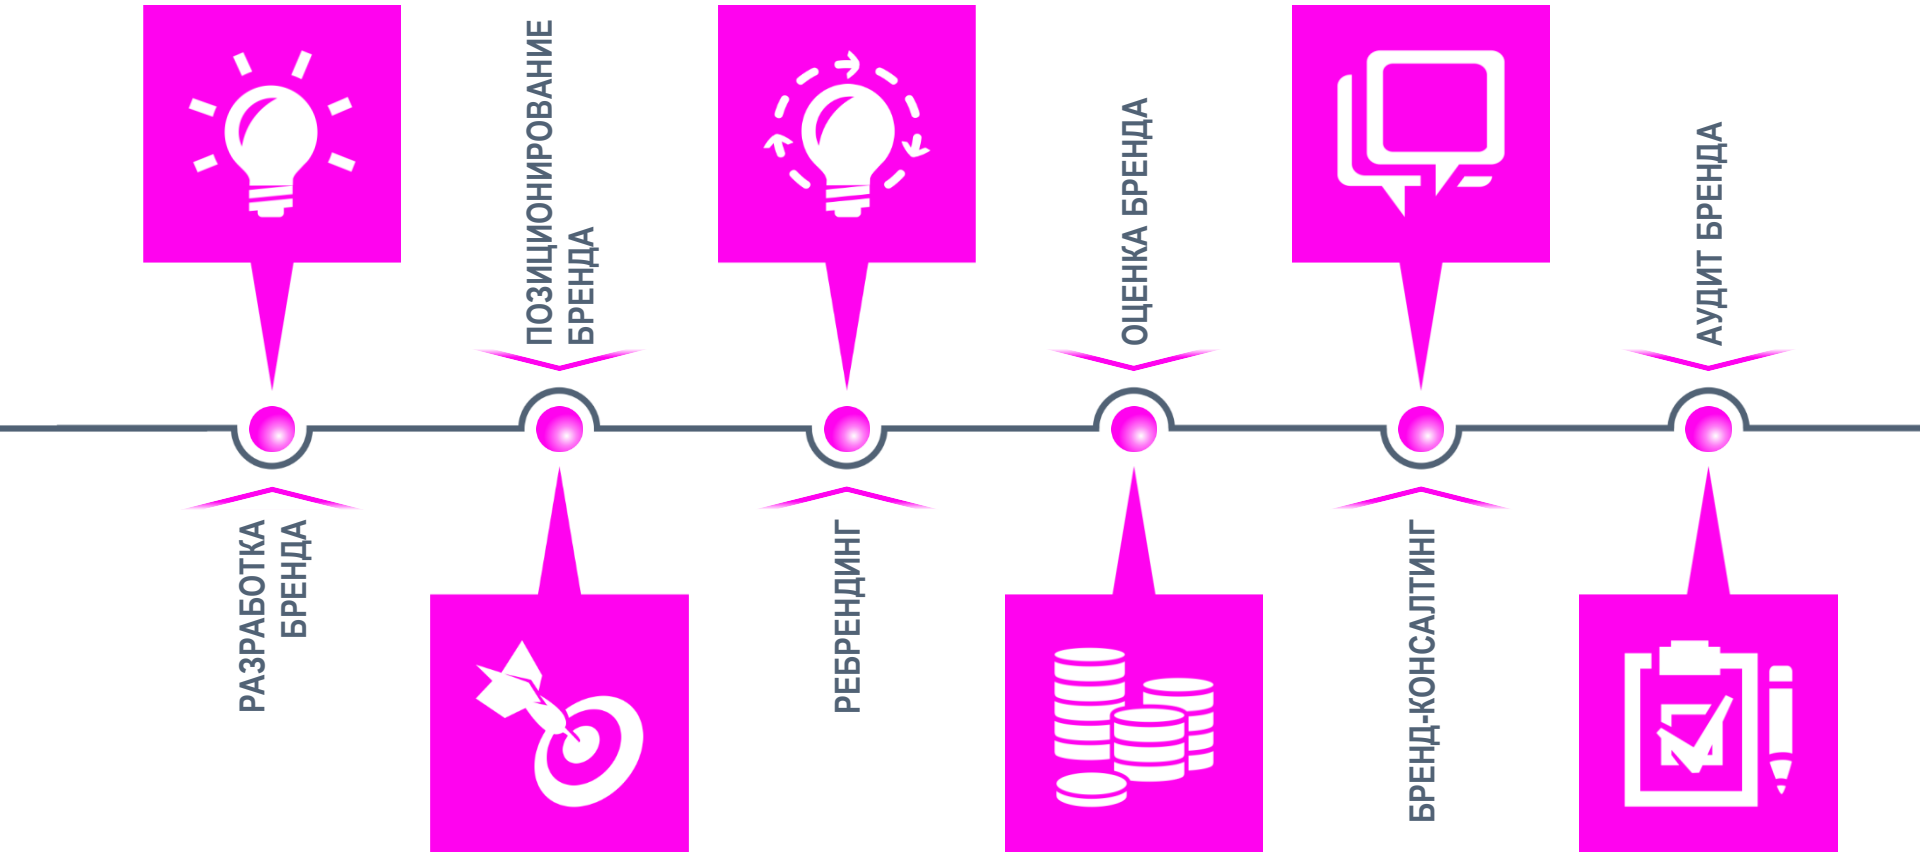 РАЗРАБОТКА
БРЕНДА
ПОЗИЦИОНИРОВАНИЕ
БРЕНДА
РЕБРЕНДИНГ
ОЦЕНКА БРЕНДА
БРЕНД-КОНСАЛТИНГ
АУДИТ БРЕНДА